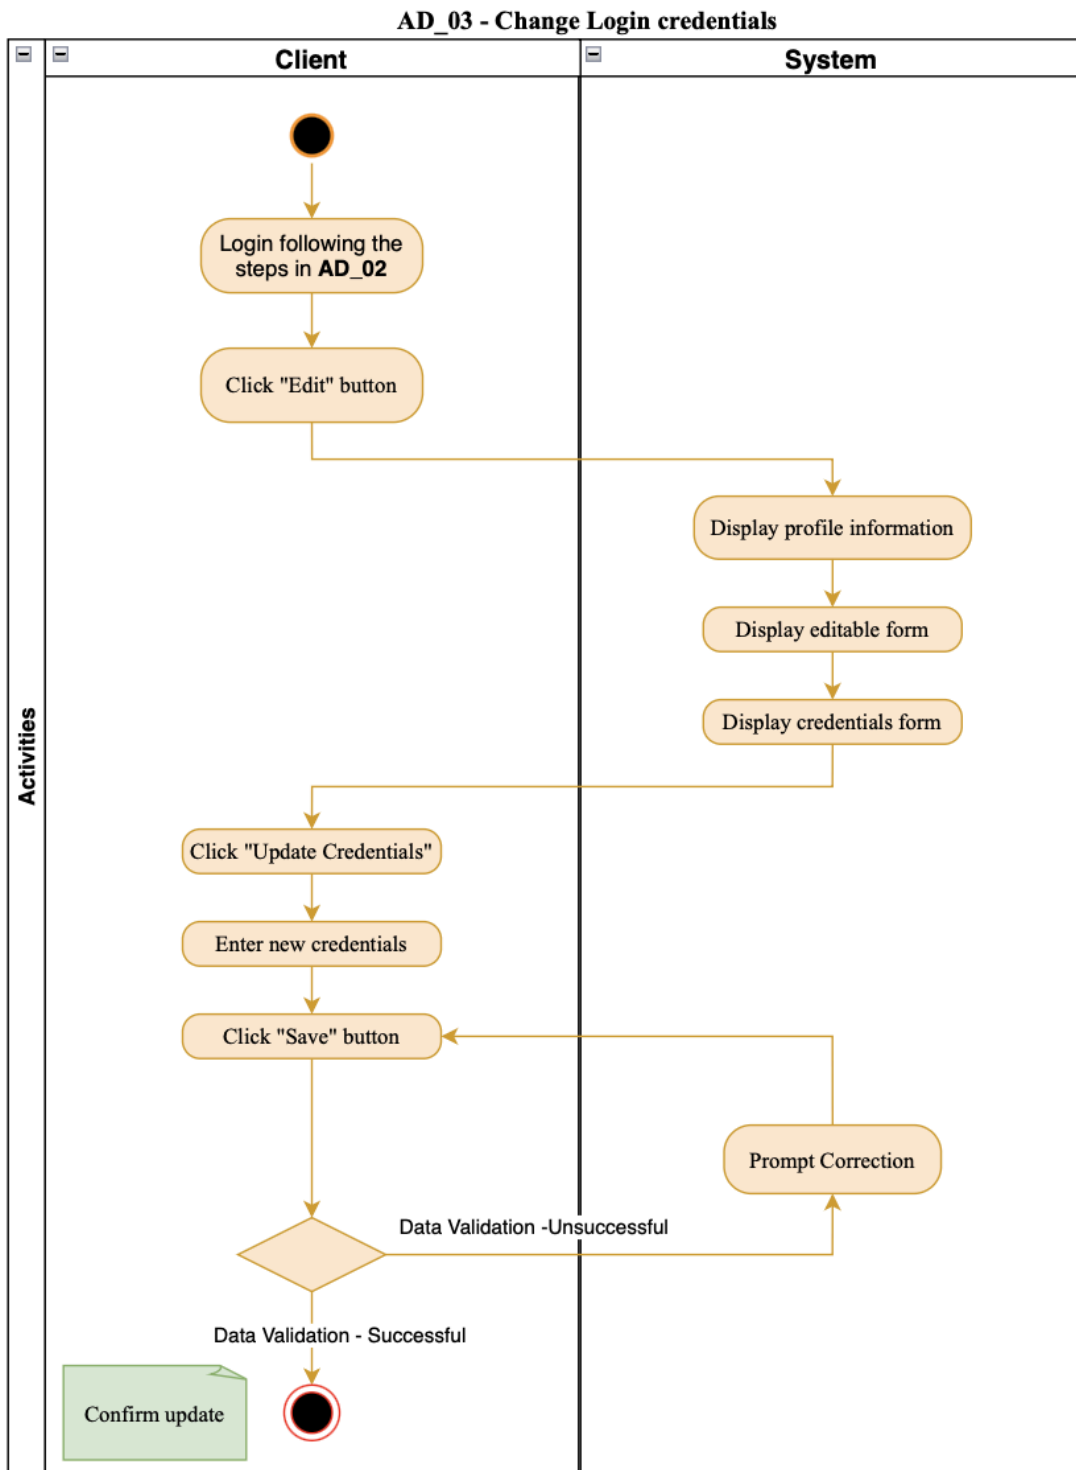 AD_03 - Change Login credentials
Client
System
Activities
Login following the
steps in AD_02
Click "Edit" button
Display profile information
Display editable form
Display credentials form
Click "Update Credentials"
Enter new credentials
Click "Save" button
Prompt Correction
Data Validation -Unsuccessful
Data Validation - Successful
Confirm update